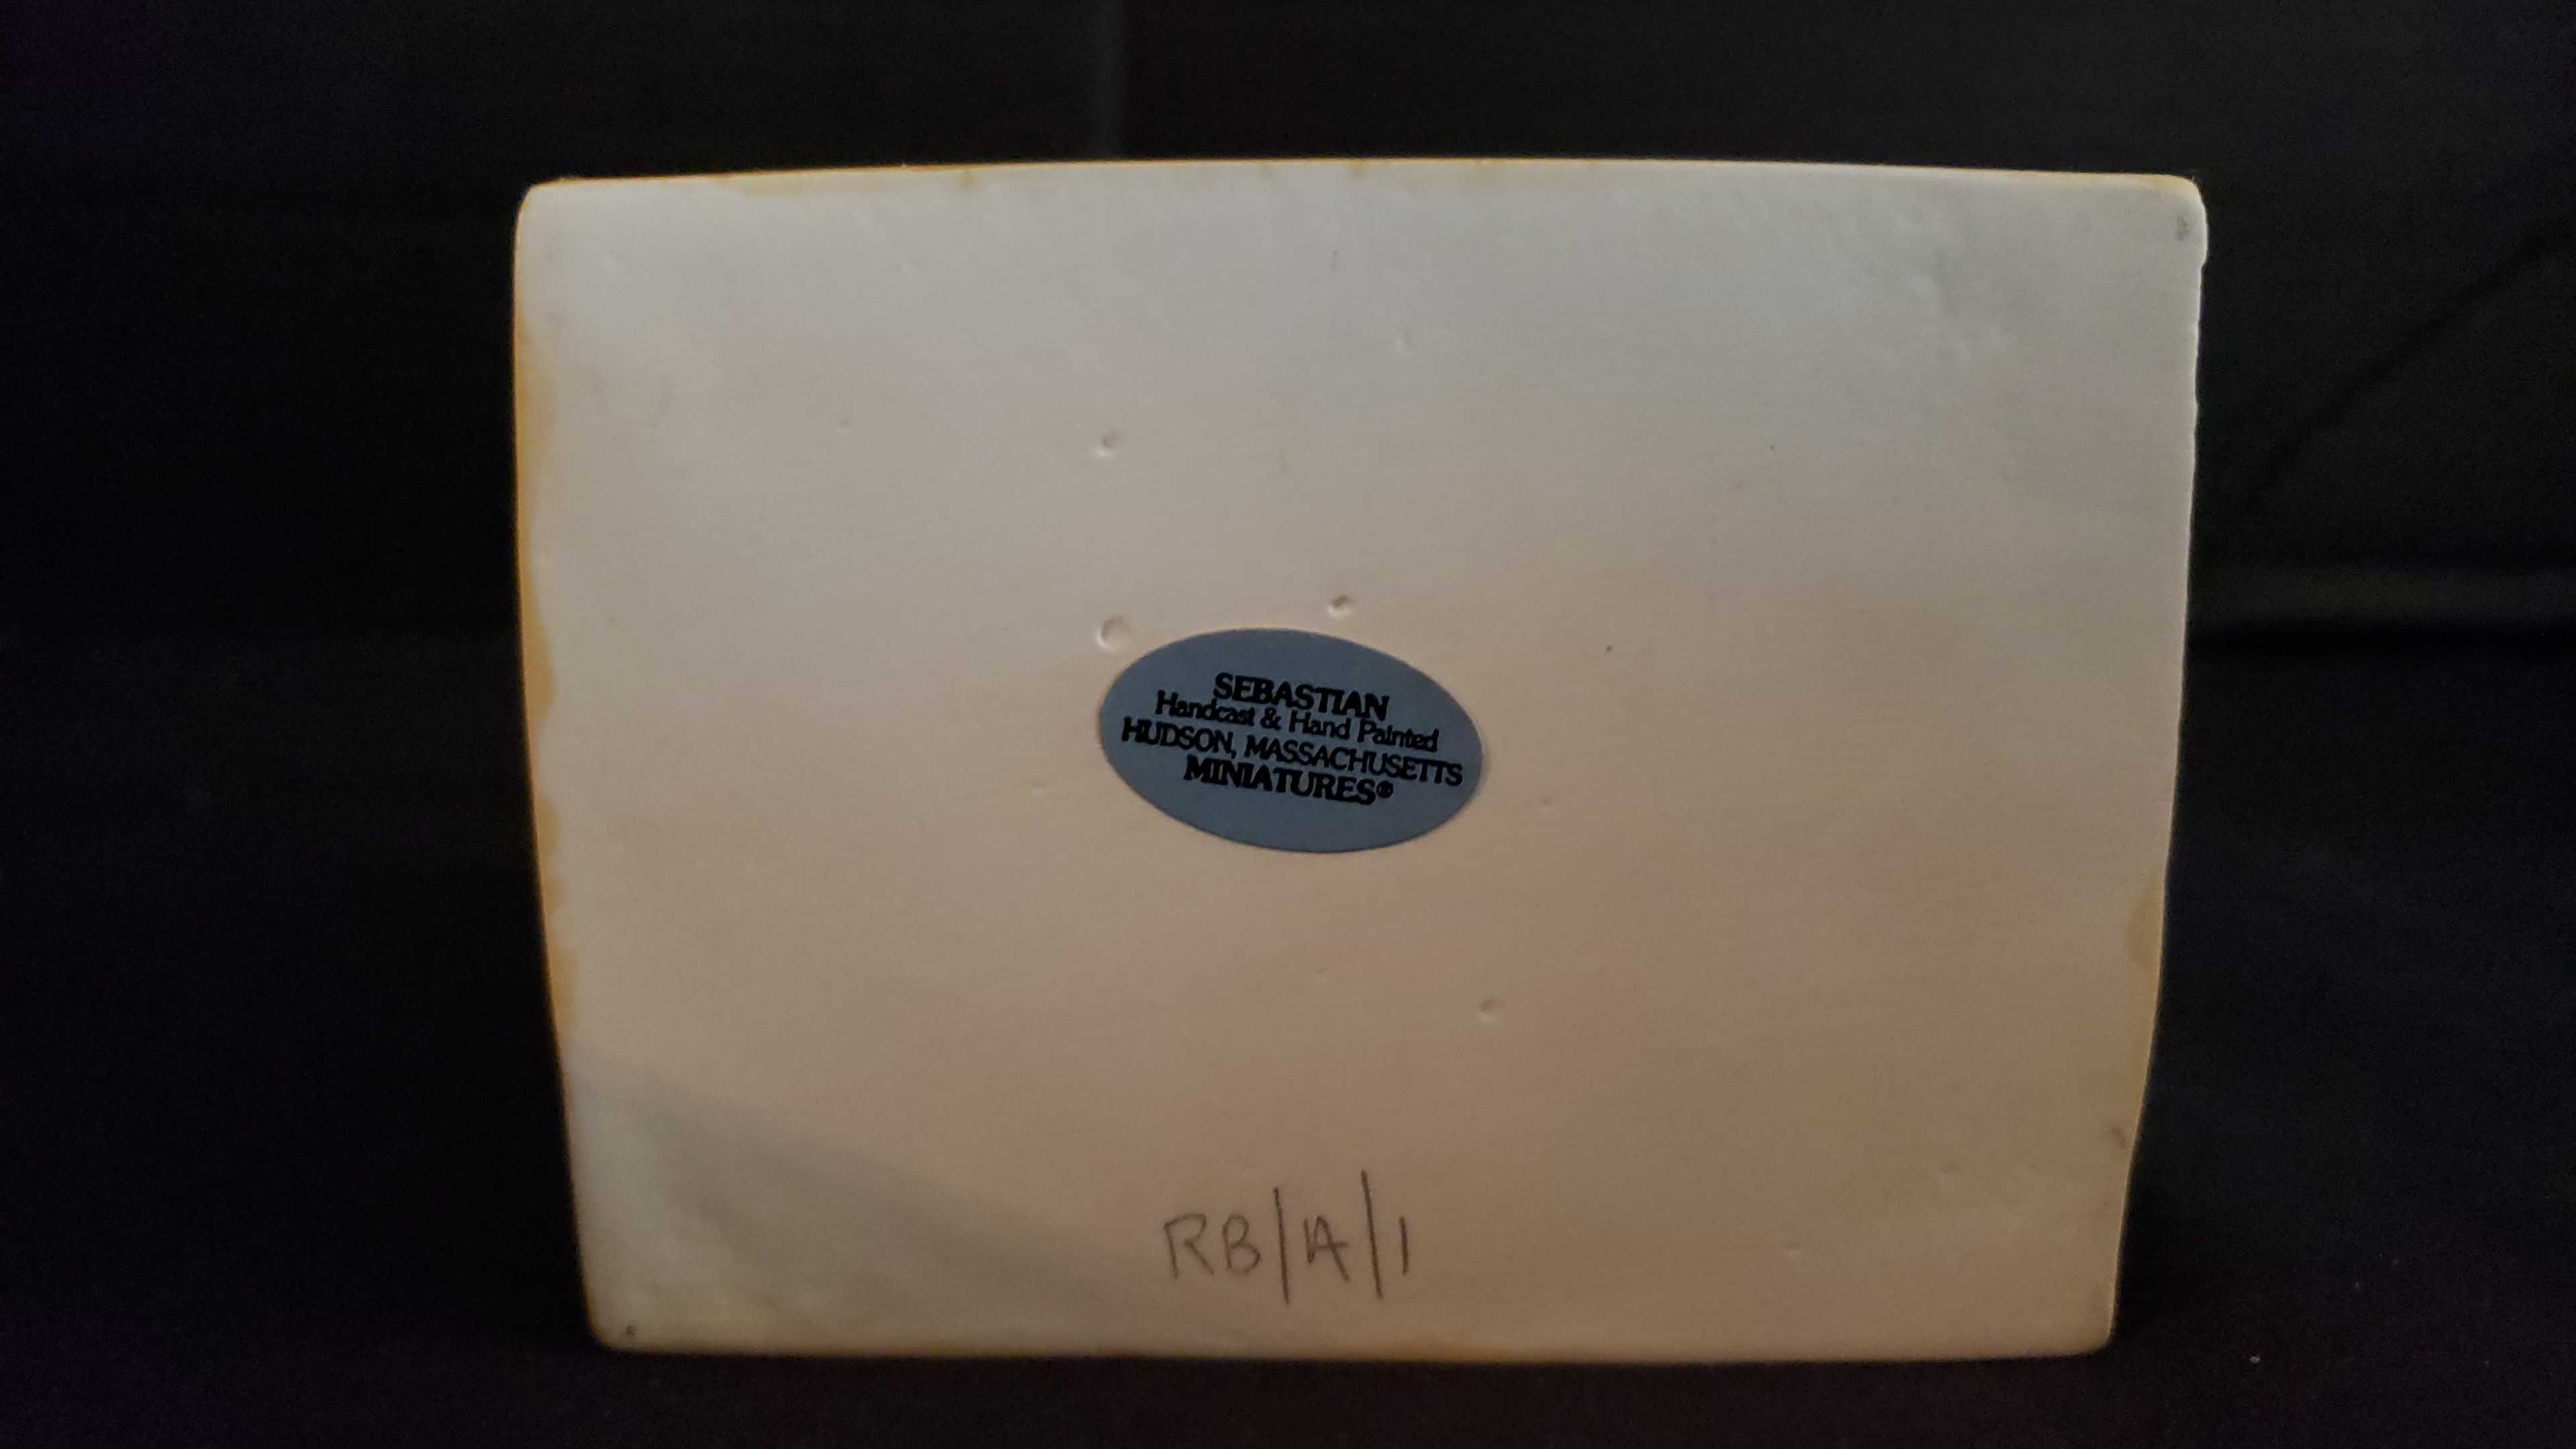 SEBASTIAN
Handcast & Hand Painted
HUDSON, MASSACHUSETTS
MINIATURES®
RB/A/1